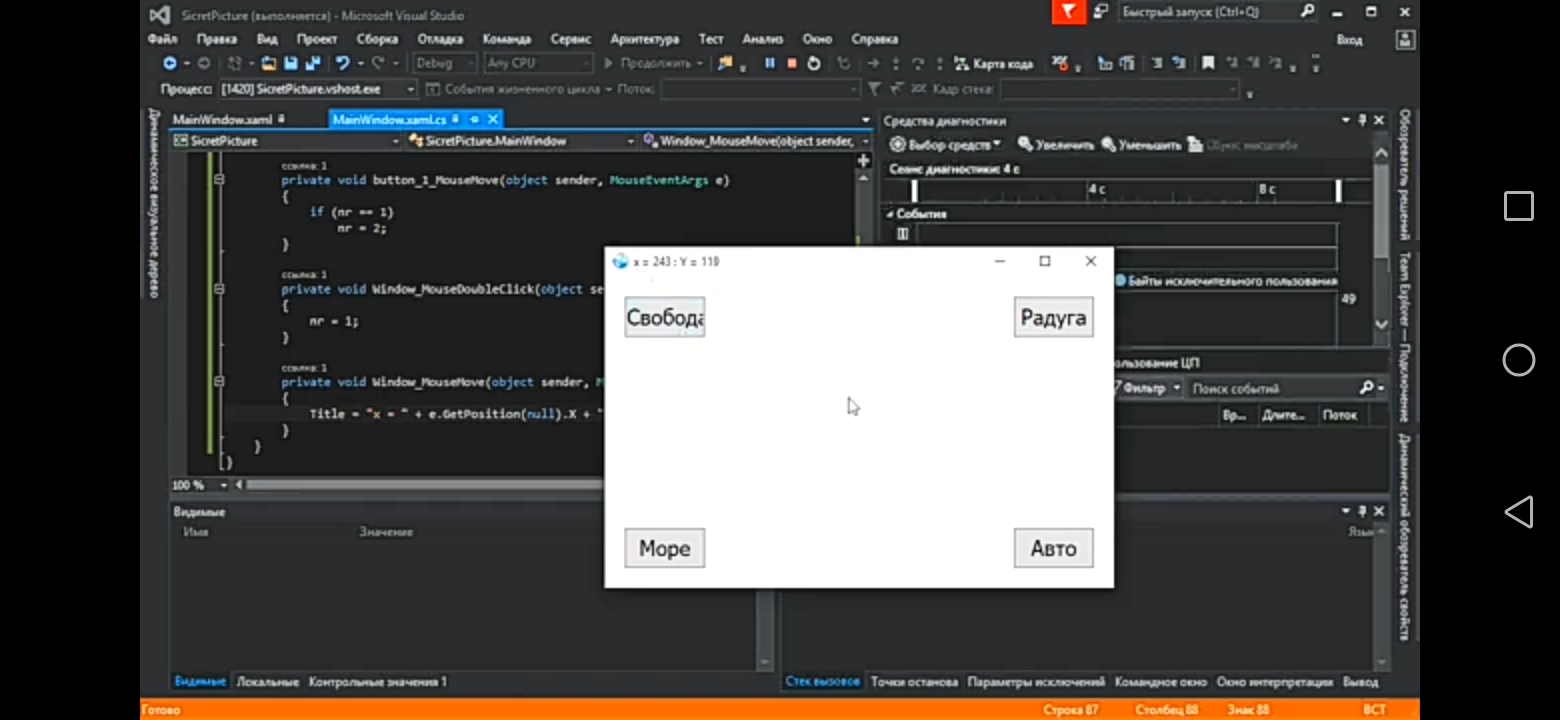 SicretPicture (выполняется) - Microsoft Visual Studio
Быстрый запуск (Ctrl+Q)
Файл Правка Вид Проект Сборка Отладка Команда Сервис Архитектура Тест Анализ Окно Справка
Вход
Debug Any CPU Продолжить Карта кода
Процесс: [1420] SicretPicture.vshost.exe События жизненного цикла Поток: Кадр стека:
Динамическое визуальное дерево
MainWindow.xaml MainWindow.xaml.cs
SicretPicture SicretPicture.MainWindow Window_MouseMove(object sender,
ссылка: 1
private void button_1_MouseMove(object sender, MouseEventArgs e)
{
if (nr == 1)
nr = 2;
}
ссылка: 1
private void Window_MouseDoubleClick(object se
{
nr = 1;
}
ссылка: 1
private void Window_MouseMove(object sender, M
{
Title = "x = " + e.GetPosition(null).X + "
}
}
}
100 %
Средства диагностики
Выбор средств Увеличить Уменьшить Сброс масштаба
Сеанс диагностики: 4 с
4 с 8 с
События
Байты исключительного пользования
49
ользование ЦП
Фильтр Поиск событий
Вр... Длите... Поток
x = 243 : Y = 119
Свобода Радуга
Море Авто
Видимые
Имя Значение
Язык
Видимые Локальные Контрольные значения 1
Стек вызовов Точки останова Параметры исключений Командное окно Окно интерпретации Вывод
Готово Строка 87 Столбец 88 Знак 88 ВСТ
Обозреватель решений
Team Explorer — Подключение
Динамический обозреватель свойств